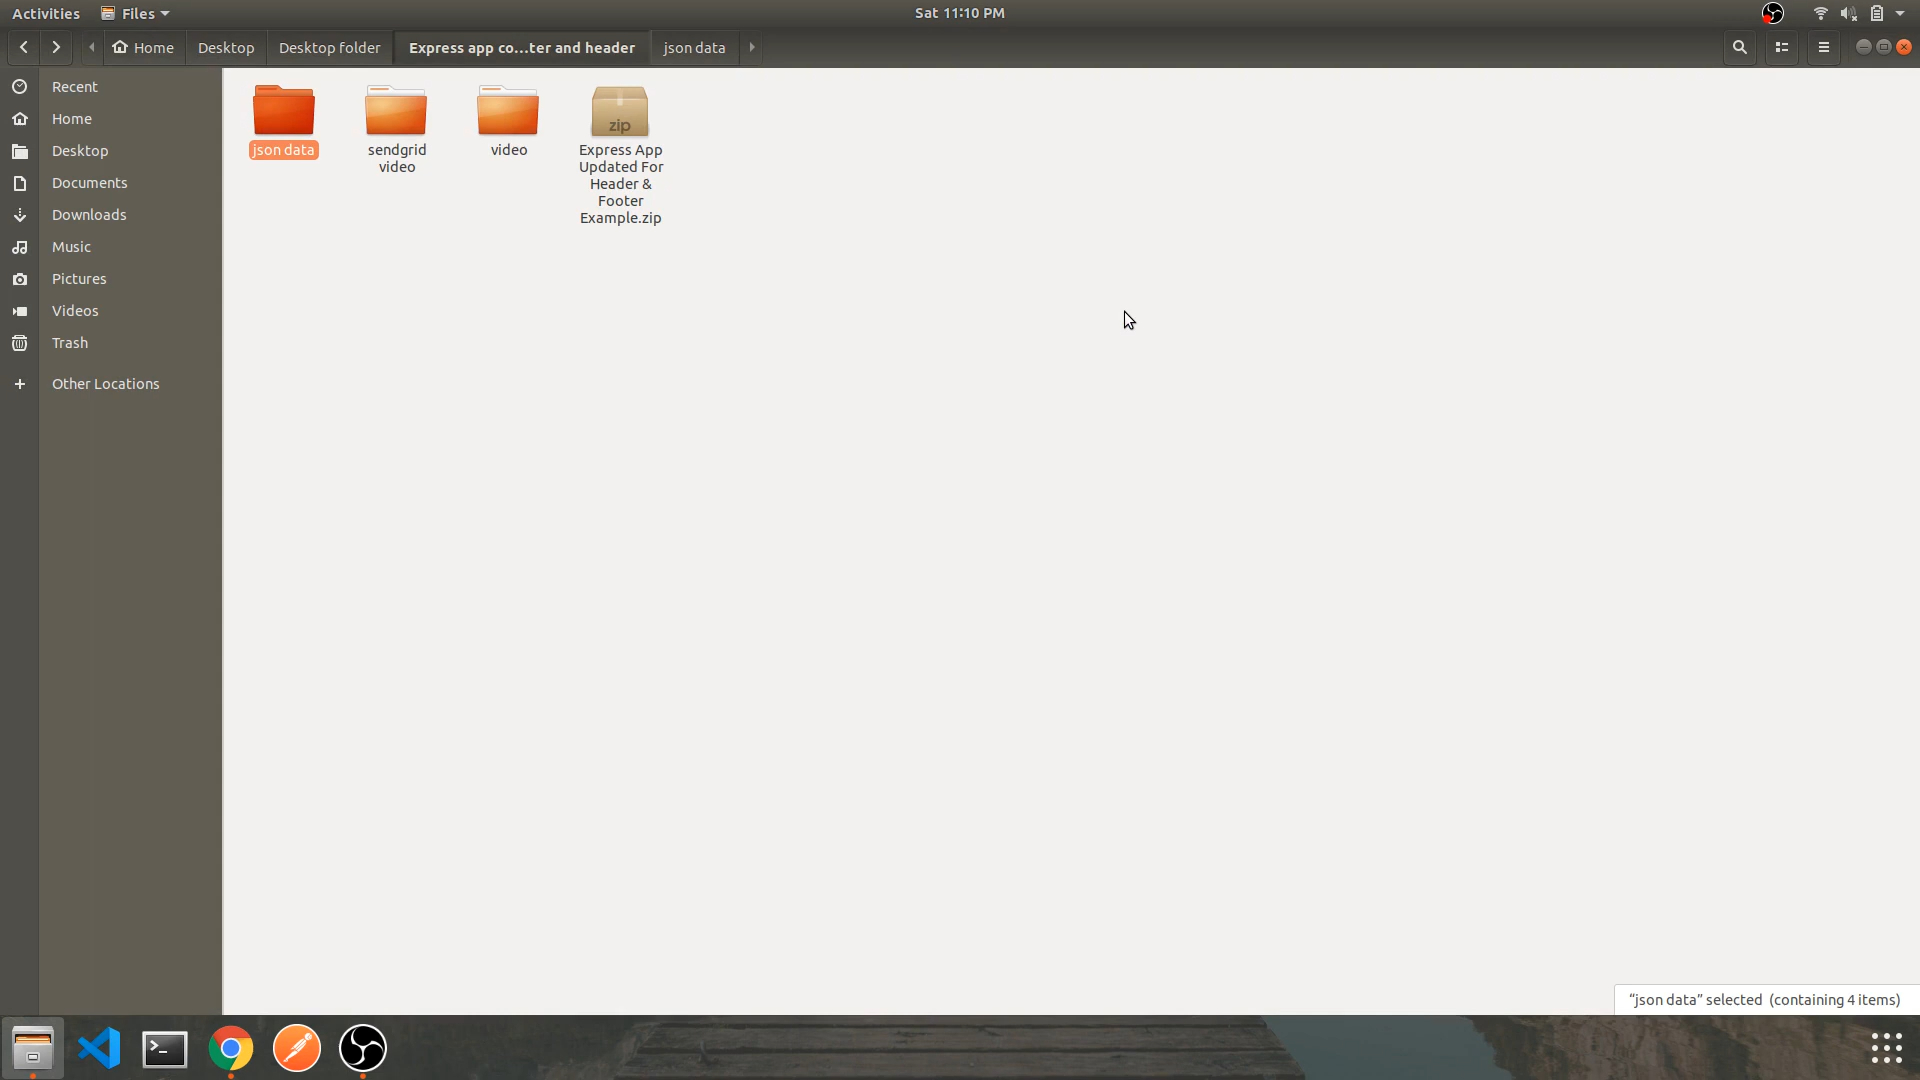 Activities Files Sat 11:10 PM
Home Desktop Desktop folder Express app co...ter and header json data
Recent
Home
Desktop
Documents
Downloads
Music
Pictures
Videos
Trash
Other Locations
json data
sendgrid
video
video
zip
Express App
Updated For
Header &
Footer
Example.zip
“json data” selected (containing 4 items)